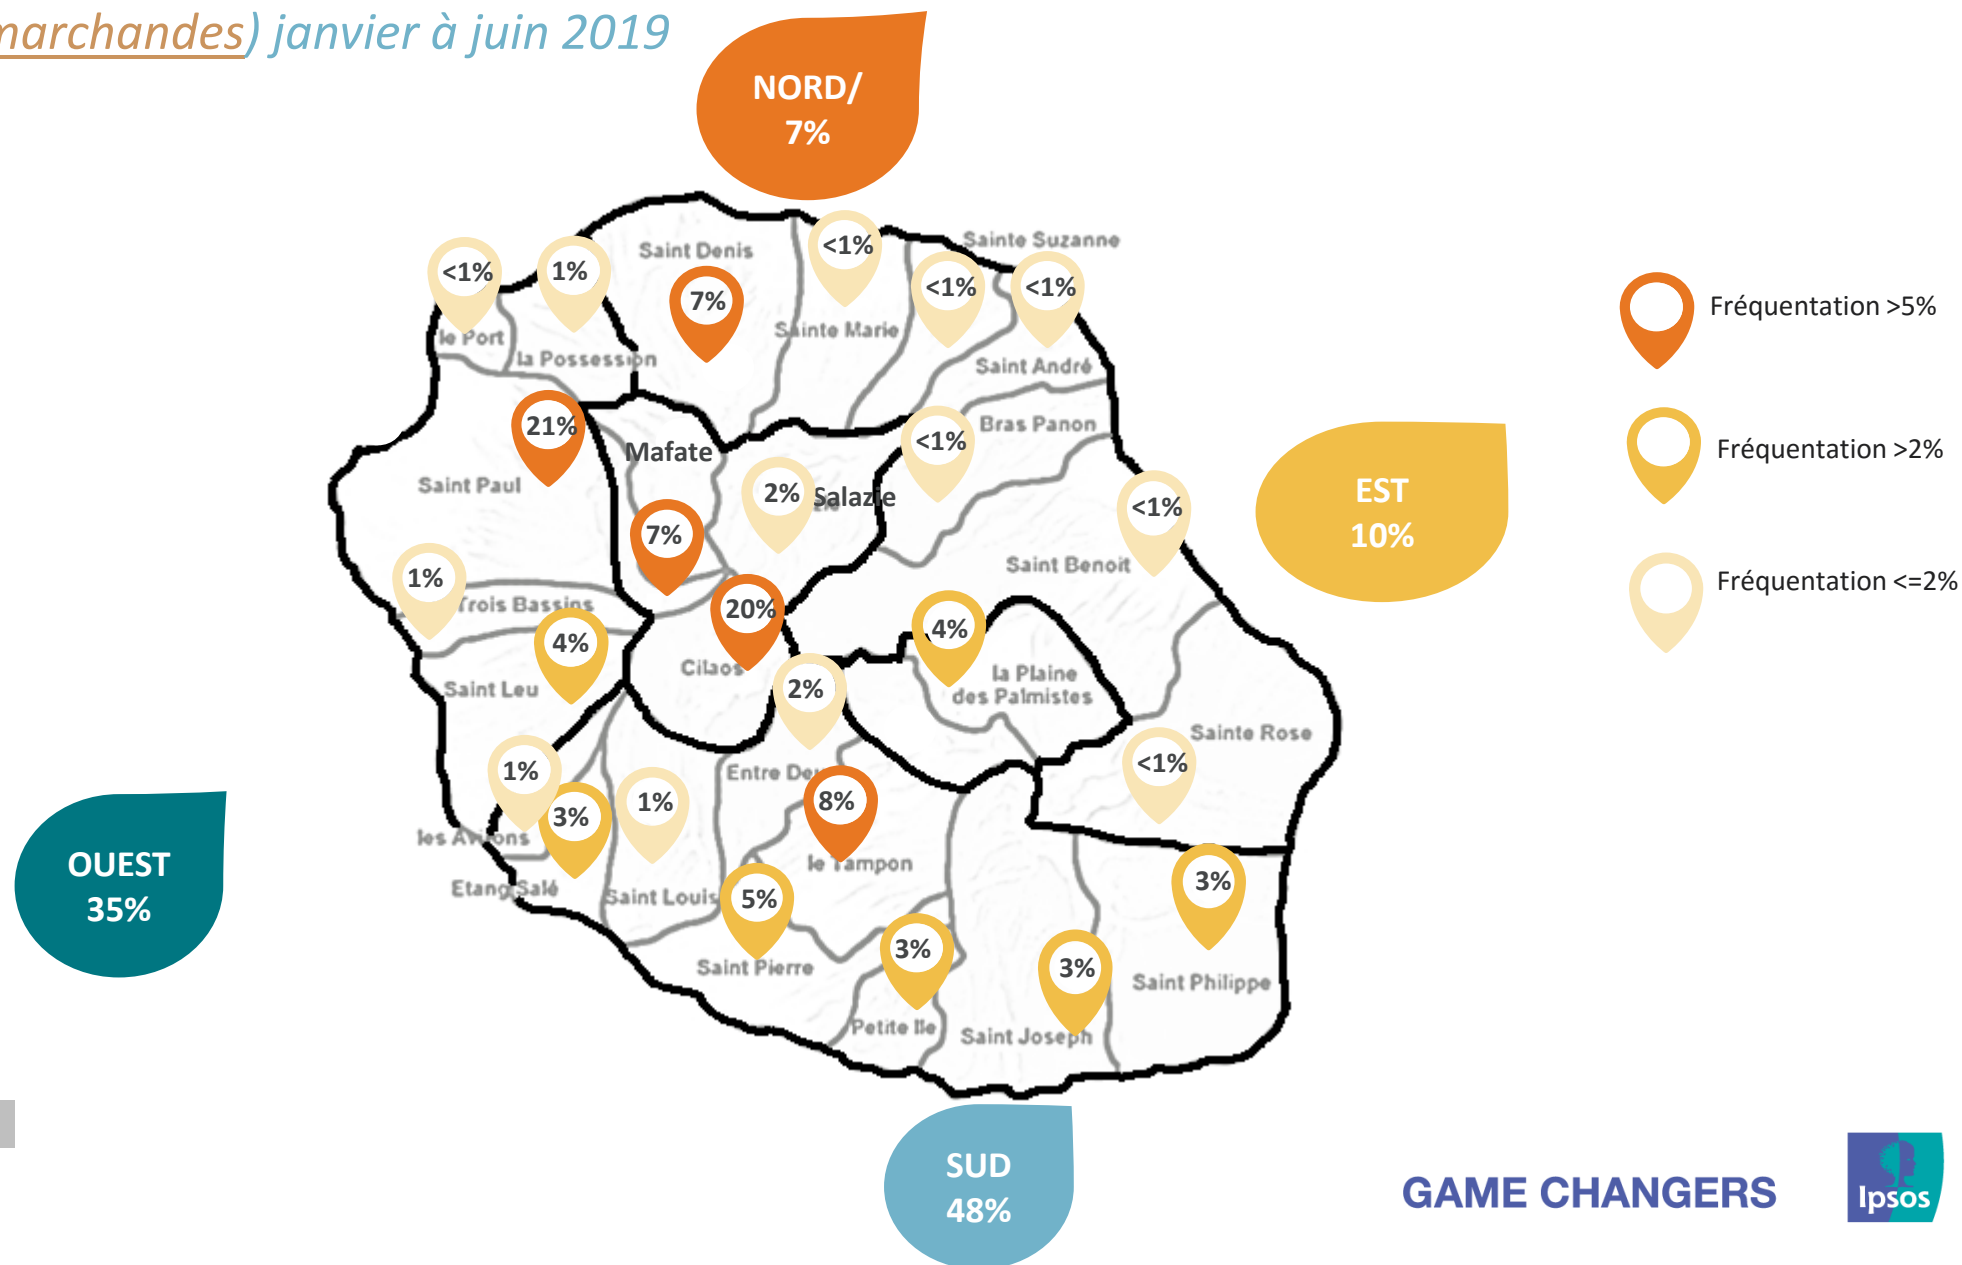 marchandes) janvier à juin 2019
NORD/
7%
Saint Denis
<1%
Sainte Suzanne
<1%
1%
7%
<1%
<1%
le Port
la Possession
Sainte Marie
Saint André
21%
Mafate
<1%
Bras Panon
Saint Paul
2%
Salazie
<1%
7%
1%
Trois Bassins
Saint Benoit
20%
4%
4%
Cilaos
2%
la Plaine
des Palmistes
Saint Leu
Sainte Rose
1%
3%
1%
Entre Deu
8%
<1%
les Avirons
le Tampon
Etang Salé
Saint Louis
5%
3%
3%
3%
Saint Pierre
Saint Philippe
Petite Ile
Saint Joseph
Fréquentation >5%
Fréquentation >2%
Fréquentation <=2%
EST
10%
OUEST
35%
SUD
48%
GAME CHANGERS
Ipsos